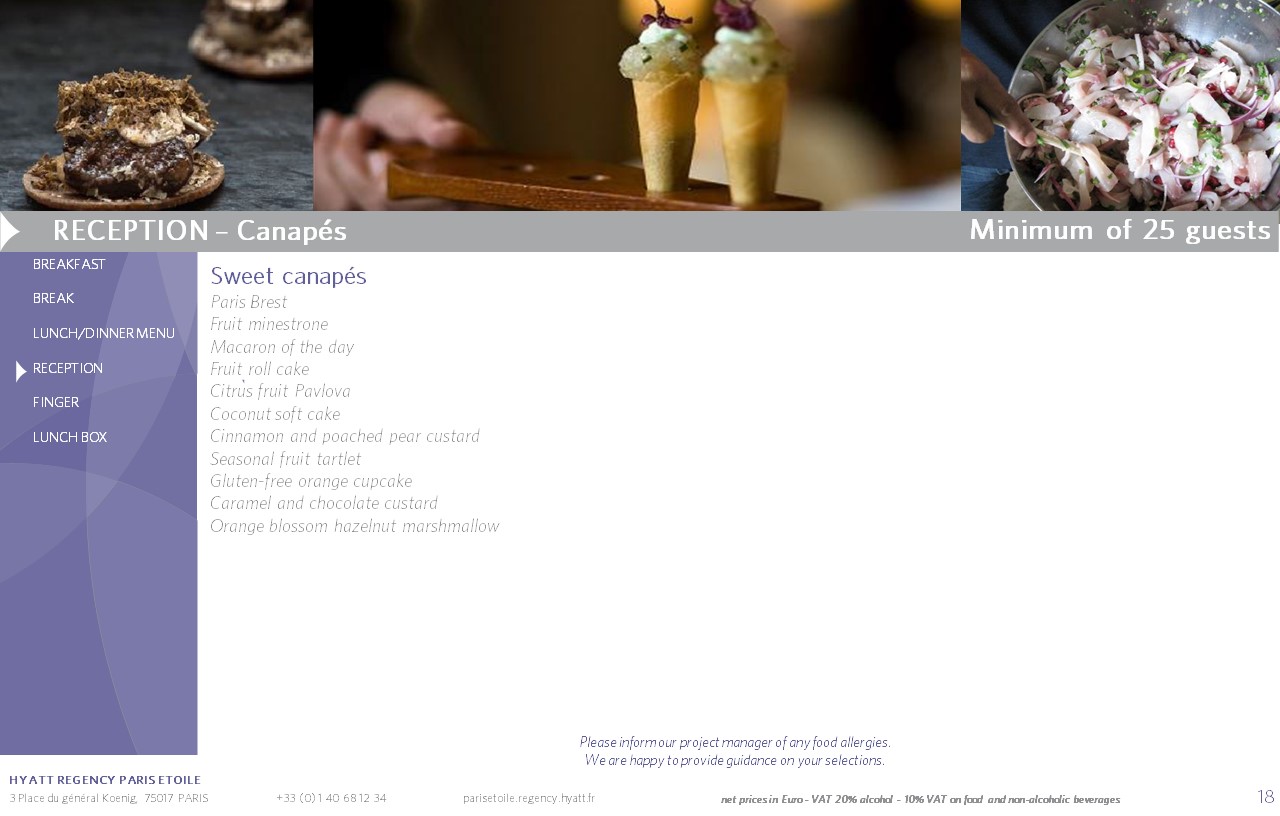 RECEPTION – Canapés
Minimum of 25 guests
BREAKFAST
BREAK
LUNCH/DINNER MENU
RECEPTION
FINGER
LUNCH BOX
Sweet canapés
Paris Brest
Fruit minestrone
Macaron of the day
Fruit roll cake
Citrus fruit Pavlova
Coconut soft cake
Cinnamon and poached pear custard
Seasonal fruit tartlet
Gluten-free orange cupcake
Caramel and chocolate custard
Orange blossom hazelnut marshmallow
Please inform our project manager of any food allergies.
We are happy to provide guidance on your selections.
HYATT REGENCY PARIS ETOILE
3 Place du général Koenig, 75017 PARIS
+33 (0) 1 40 68 12 34
parisetoile.regency.hyatt.fr
net prices in Euro - VAT 20% alcohol - 10% VAT on food and non-alcoholic beverages
18